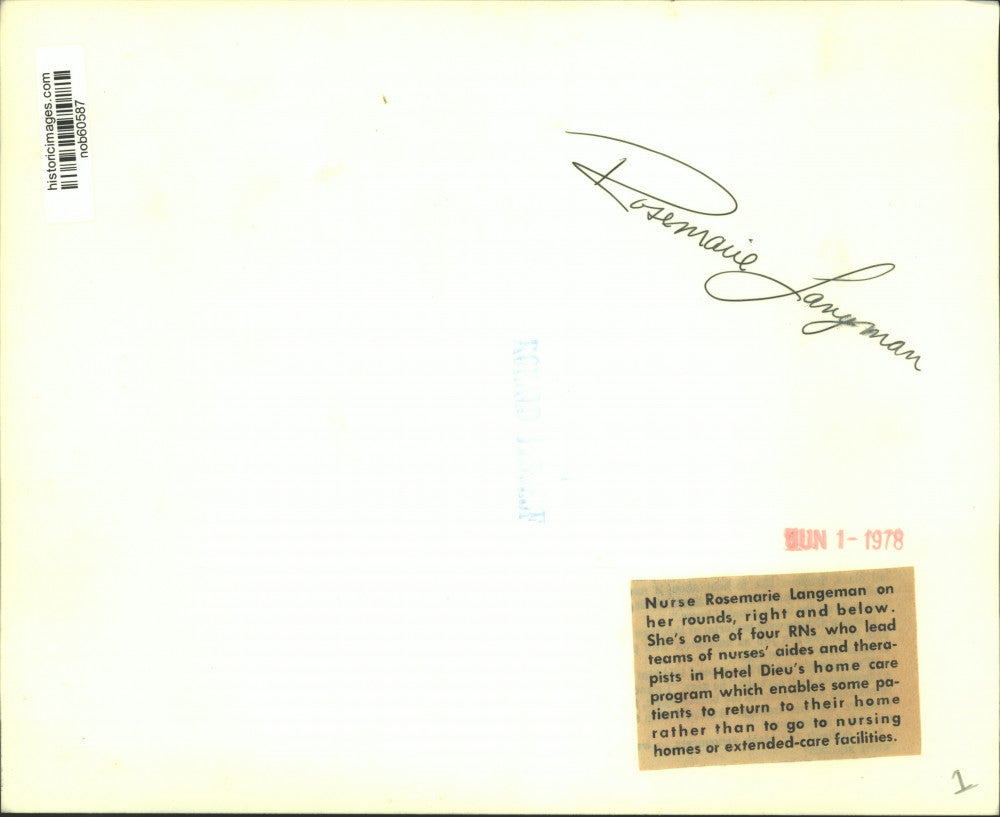 historicimages.com
nob60587
Rosemarie Langman
JUN 1- 1978
Nurse Rosemarie Langeman on
her rounds, right and below.
She's one of four RNs who lead
teams of nurses' aides and thera-
pists in Hotel Dieu's home care
program which enables some pa-
tients to return to their home
rather than to go to nursing
homes or extended-care facilities.
1